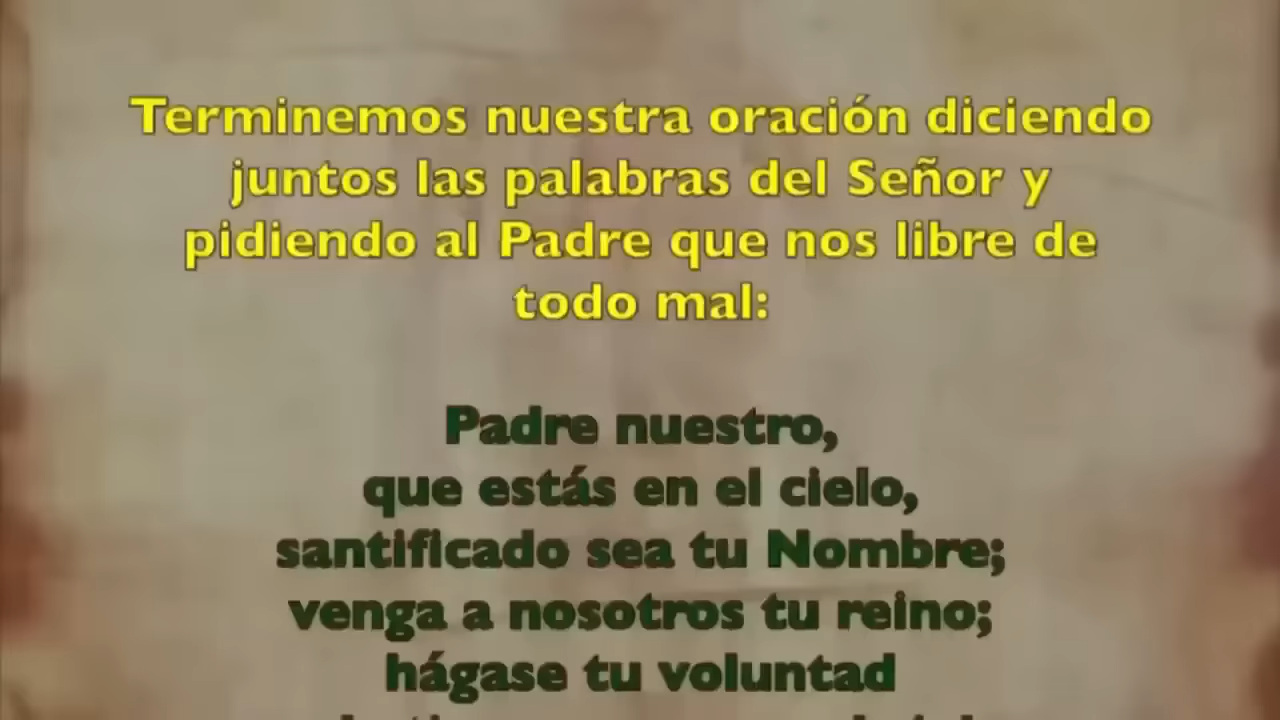 Terminemos nuestra oración diciendo
juntos las palabras del Señor y
pidiendo al Padre que nos libre de
todo mal:
Padre nuestro,
que estás en el cielo,
santificado sea tu Nombre;
venga a nosotros tu reino;
hágase tu voluntad